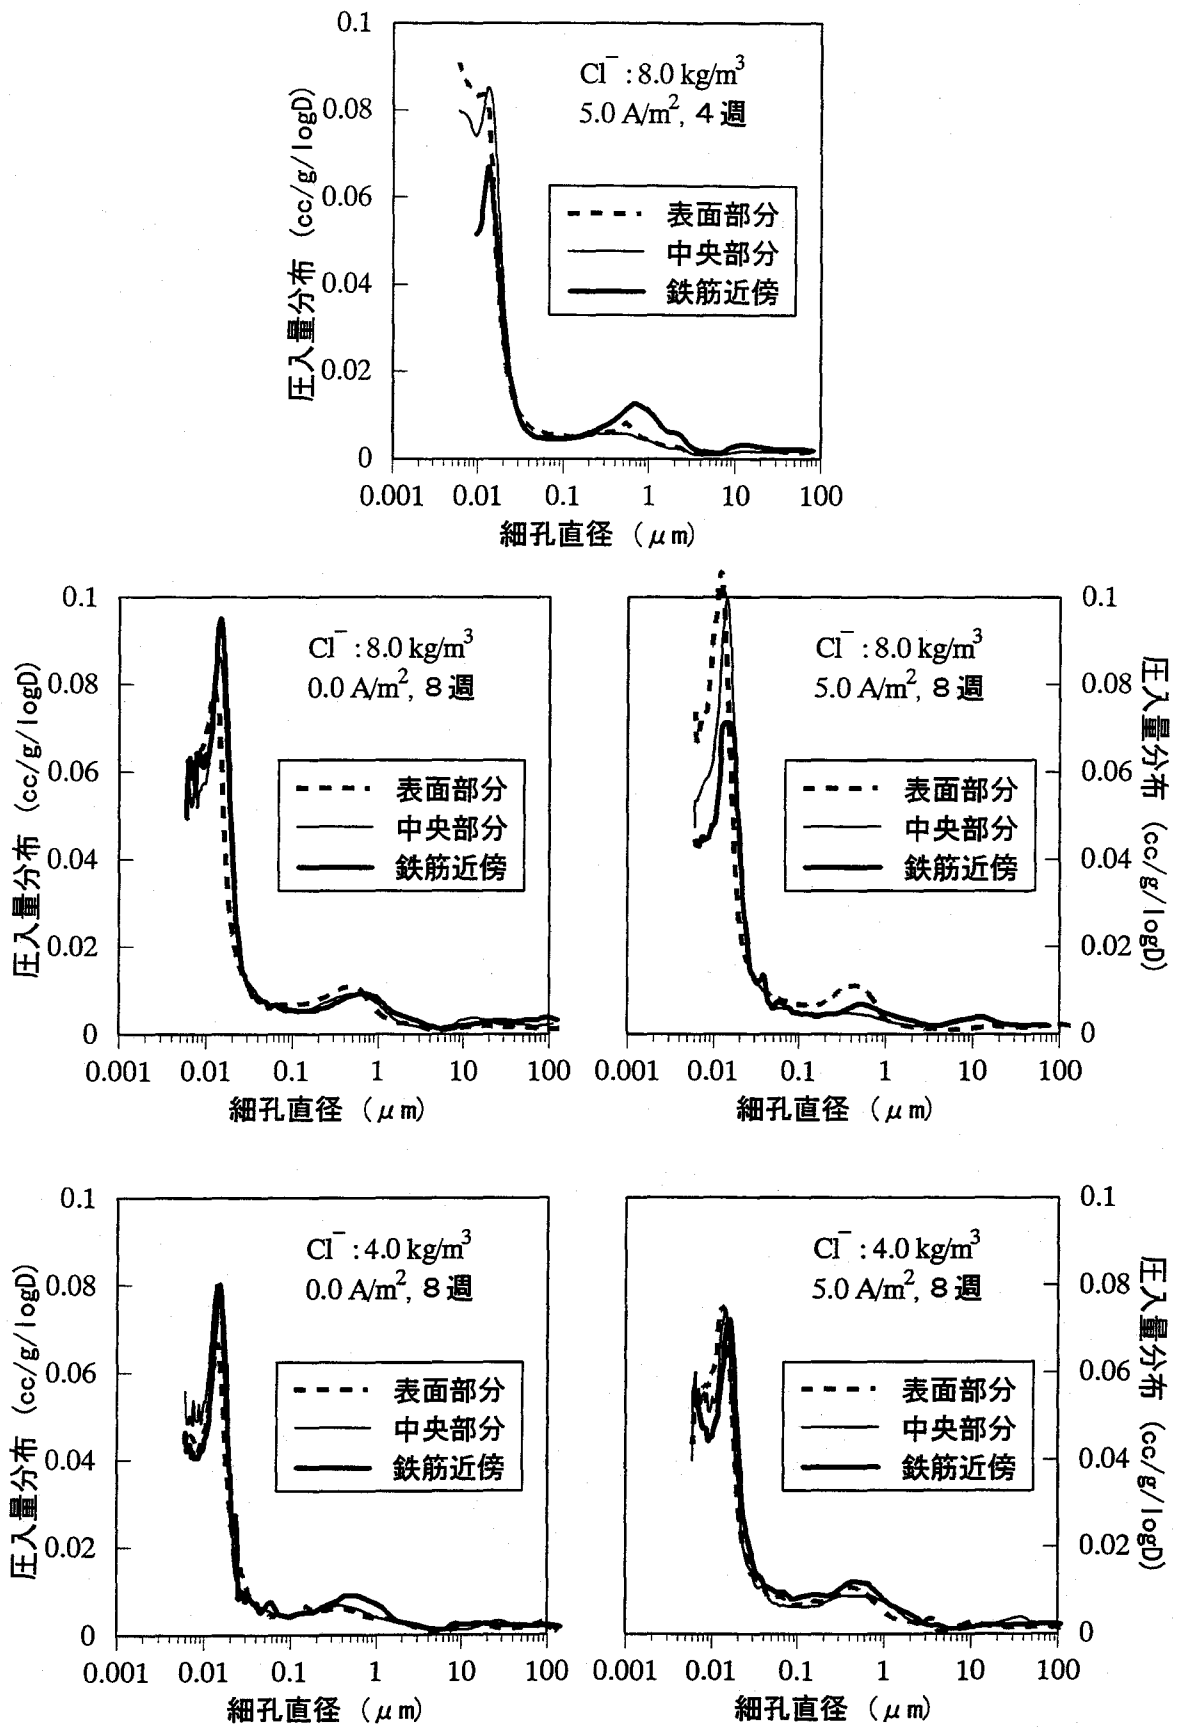 0.1
0.08
0.06
0.04
0.02
0
圧入量分布 (cc/g/logD)
Cl⁻ : 8.0 kg/m³
5.0 A/m², 4週
表面部分
中央部分
鉄筋近傍
0.001 0.01 0.1 1 10 100
細孔直径 (μm)
0.1
0.08
0.06
0.04
0.02
0
圧入量分布 (cc/g/logD)
Cl⁻ : 8.0 kg/m³
0.0 A/m², 8週
表面部分
中央部分
鉄筋近傍
0.001 0.01 0.1 1 10 100
細孔直径 (μm)
Cl⁻ : 8.0 kg/m³
5.0 A/m², 8週
表面部分
中央部分
鉄筋近傍
0.1
0.08
0.06
0.04
0.02
0
圧入量分布 (cc/g/logD)
0.001 0.01 0.1 1 10 100
細孔直径 (μm)
0.1
0.08
0.06
0.04
0.02
0
圧入量分布 (cc/g/logD)
Cl⁻ : 4.0 kg/m³
0.0 A/m², 8週
表面部分
中央部分
鉄筋近傍
0.001 0.01 0.1 1 10 100
細孔直径 (μm)
Cl⁻ : 4.0 kg/m³
5.0 A/m², 8週
表面部分
中央部分
鉄筋近傍
0.1
0.08
0.06
0.04
0.02
0
圧入量分布 (cc/g/logD)
0.001 0.01 0.1 1 10 100
細孔直径 (μm)